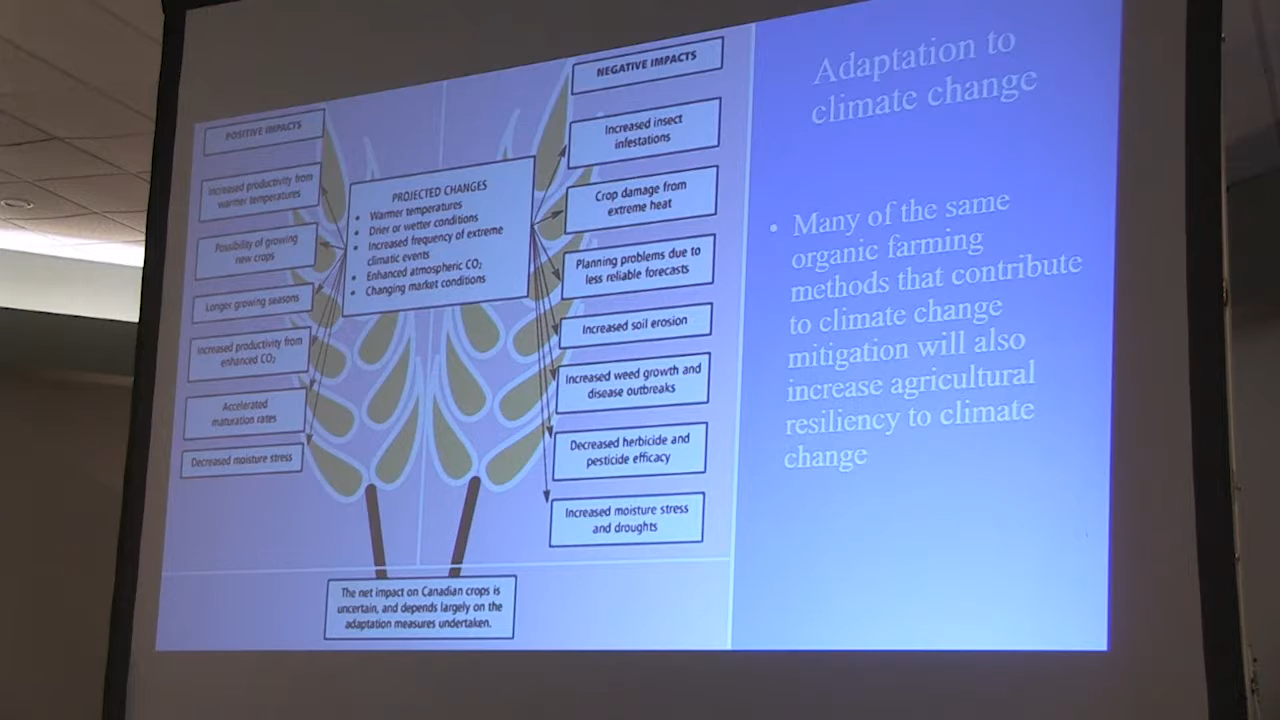 POSITIVE IMPACTS
Increased productivity from
warmer temperatures
Possibility of growing
new crops
Longer growing seasons
Increased productivity from
enhanced CO₂
Accelerated
maturation rates
Decreased moisture stress
PROJECTED CHANGES
• Warmer temperatures
• Drier or wetter conditions
• Increased frequency of extreme
climatic events
• Enhanced atmospheric CO₂
• Changing market conditions
NEGATIVE IMPACTS
Increased insect
infestations
Crop damage from
extreme heat
Planning problems due to
less reliable forecasts
Increased soil erosion
Increased weed growth and
disease outbreaks
Decreased herbicide and
pesticide efficacy
Increased moisture stress
and droughts
The net impact on Canadian crops is
uncertain, and depends largely on the
adaptation measures undertaken.
Adaptation to
climate change
• Many of the same
organic farming
methods that contribute
to climate change
mitigation will also
increase agricultural
resiliency to climate
change